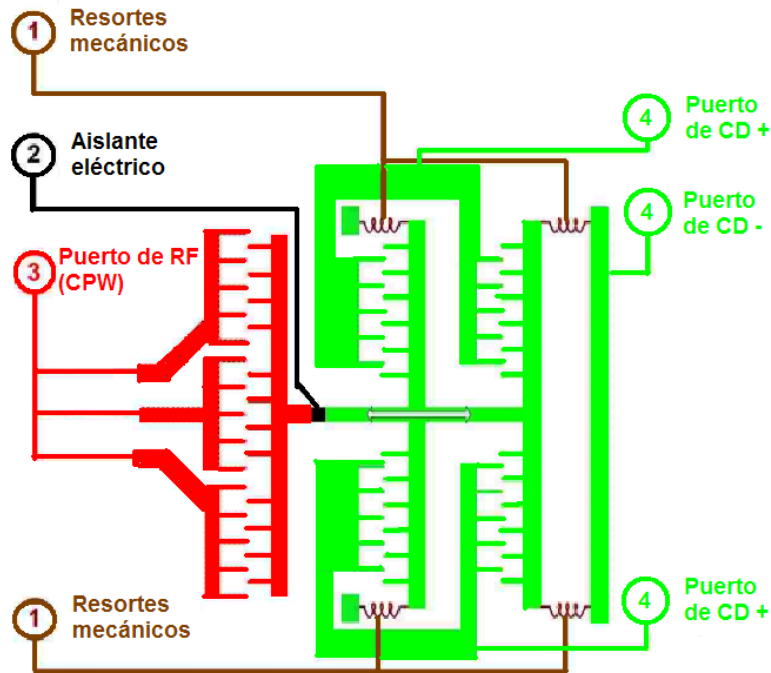 1
Resortes
mecánicos
2
Aislante
eléctrico
3
Puerto de RF
(CPW)
4
Puerto
de CD +
4
Puerto
de CD -
1
Resortes
mecánicos
4
Puerto
de CD +